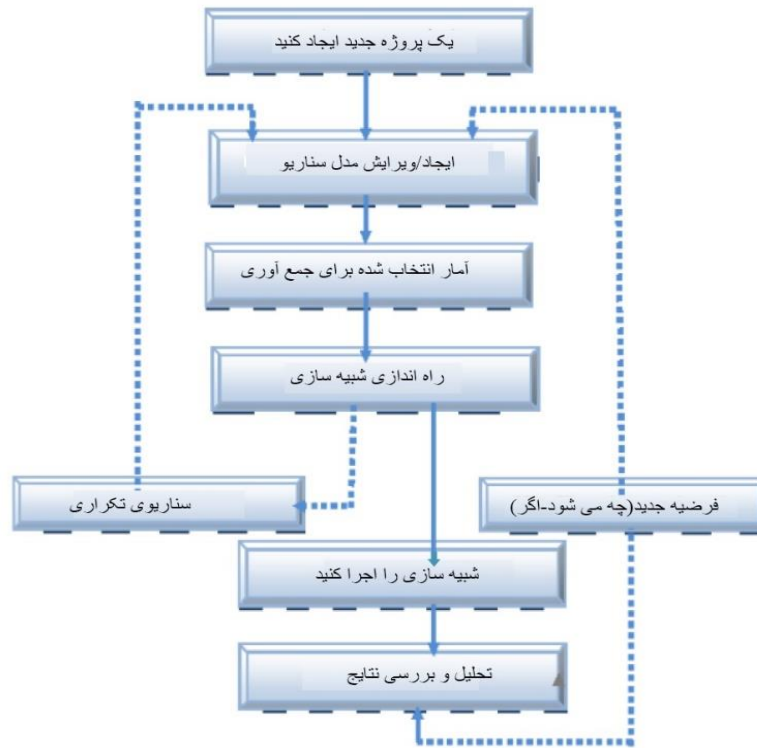 یک پروژه جدید ایجاد کنید
ایجاد/ویرایش مدل سناریو
آمار انتخاب شده برای جمع آوری
راه اندازی شبیه سازی
سناریوی تکراری
فرضیه جدید(چه می شود-اگر)
شبیه سازی را اجرا کنید
تحلیل و بررسی نتایج